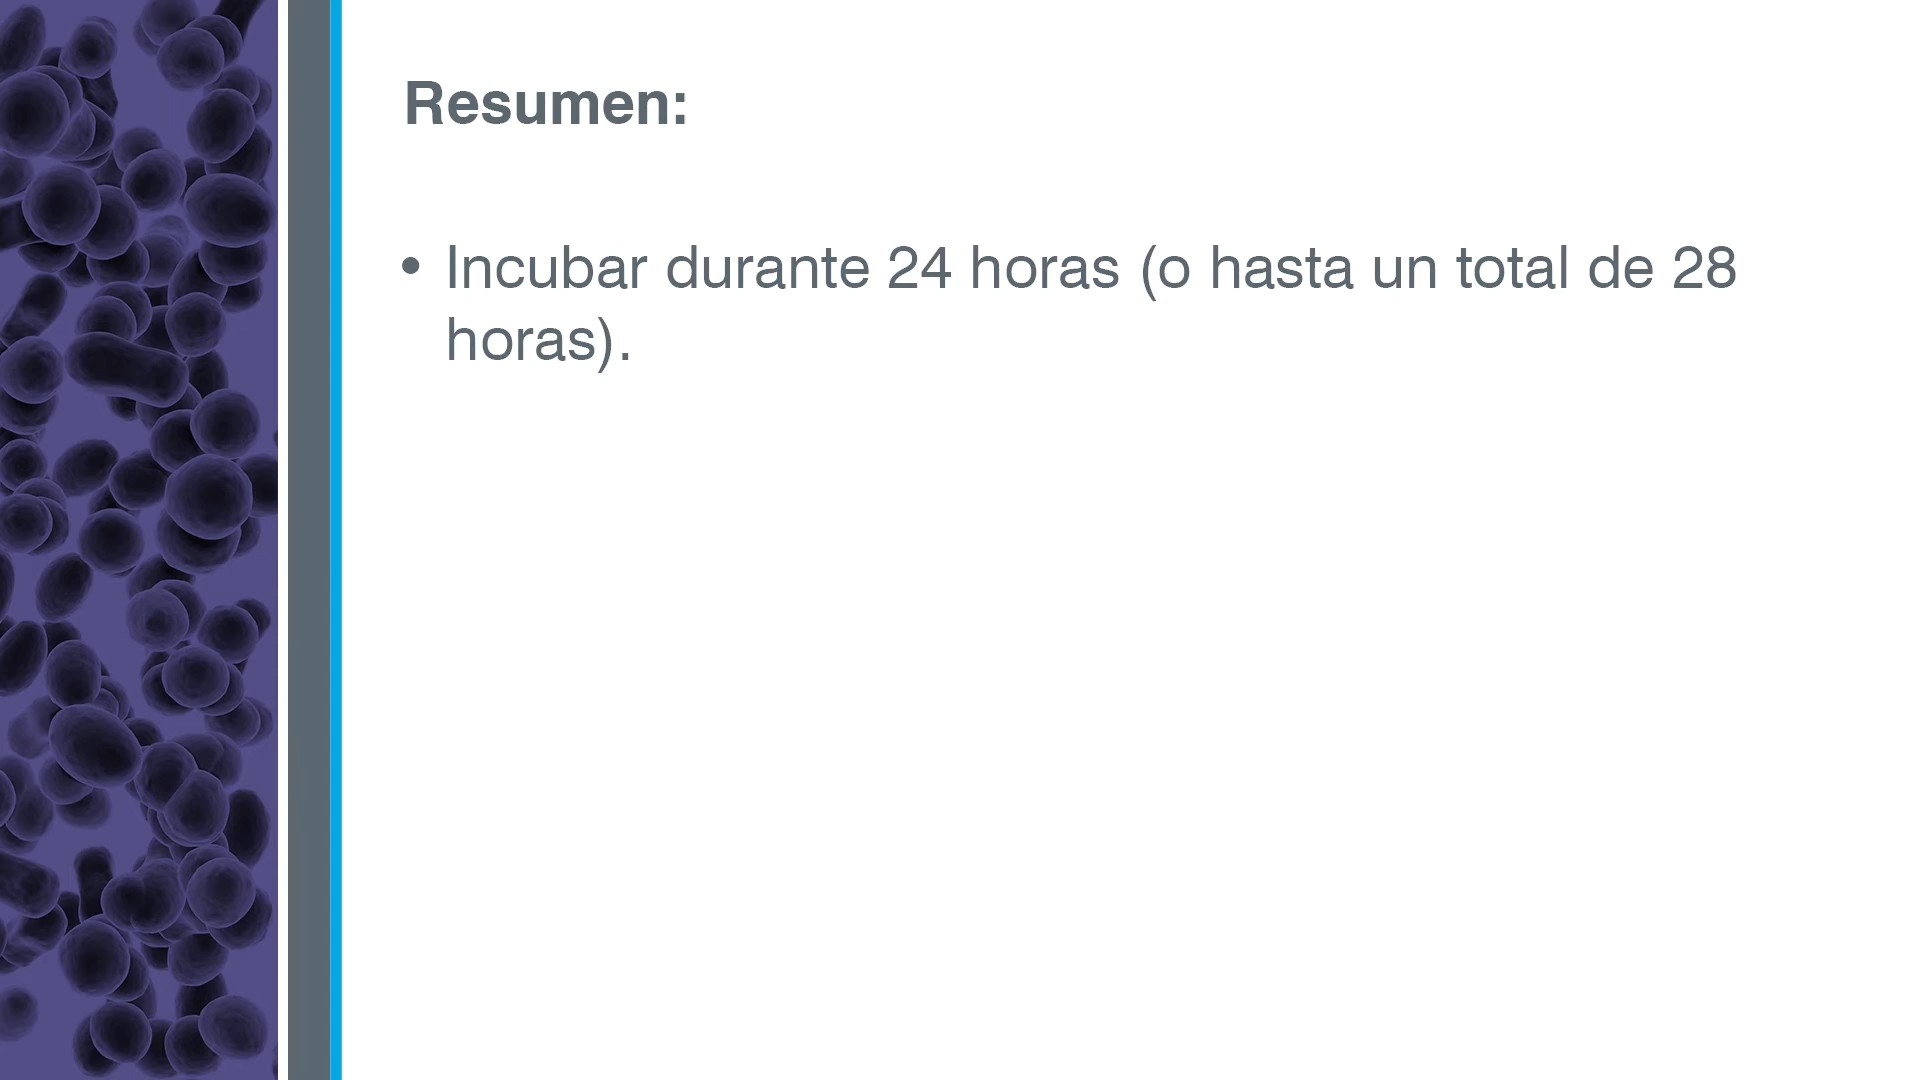 Resumen:
• Incubar durante 24 horas (o hasta un total de 28
horas).